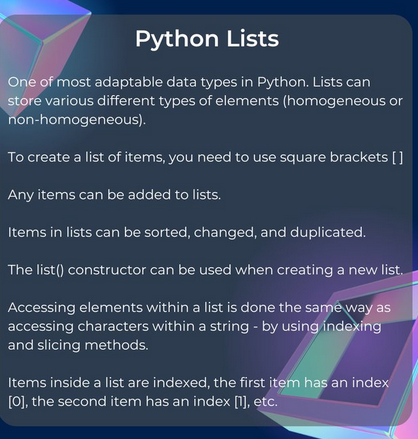 Python Lists
One of most adaptable data types in Python. Lists can
store various different types of elements (homogeneous or
non-homogeneous).
To create a list of items, you need to use square brackets [ ]
Any items can be added to lists.
Items in lists can be sorted, changed, and duplicated.
The list() constructor can be used when creating a new list.
Accessing elements within a list is done the same way as
accessing characters within a string - by using indexing
and slicing methods.
Items inside a list are indexed, the first item has an index
[0], the second item has an index [1], etc.